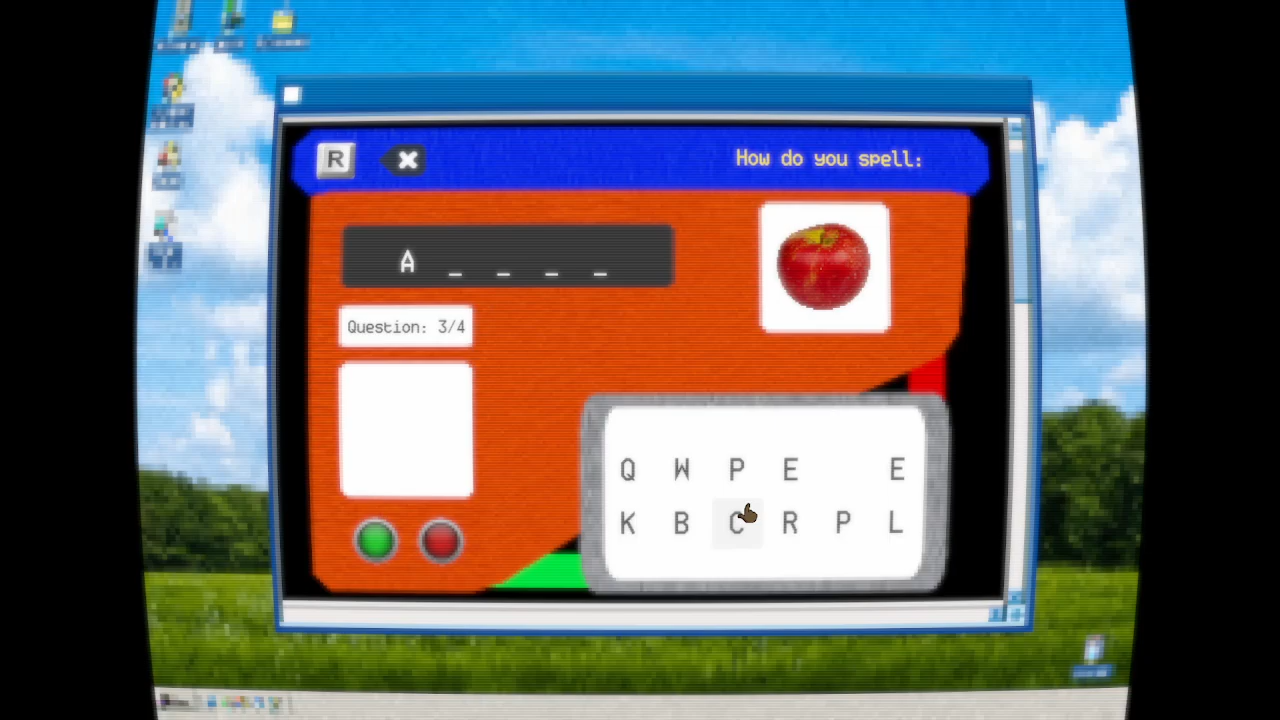 R
How do you spell:
A _ _ _ _
Question: 3/4
Q W P E E
K B C R P L